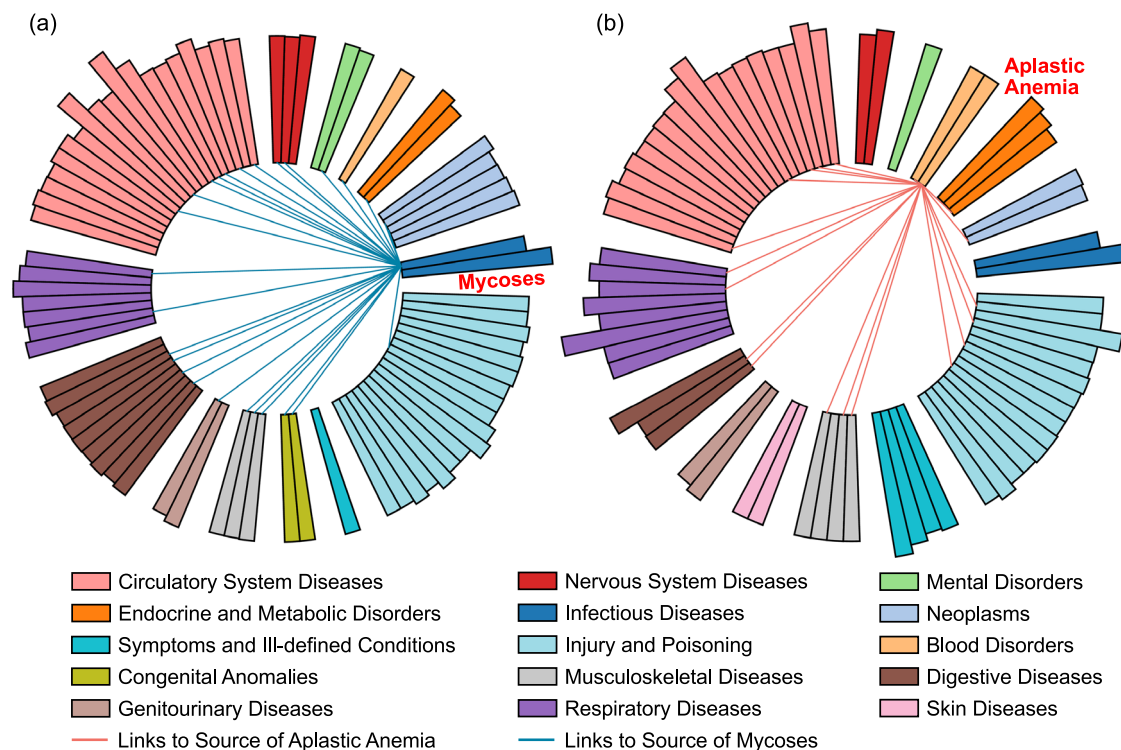 (a)
(b)
Aplastic
Anemia
Mycoses
Circulatory System Diseases
Nervous System Diseases
Mental Disorders
Endocrine and Metabolic Disorders
Infectious Diseases
Neoplasms
Symptoms and Ill-defined Conditions
Injury and Poisoning
Blood Disorders
Congenital Anomalies
Musculoskeletal Diseases
Digestive Diseases
Genitourinary Diseases
Respiratory Diseases
Skin Diseases
Links to Source of Aplastic Anemia
Links to Source of Mycoses